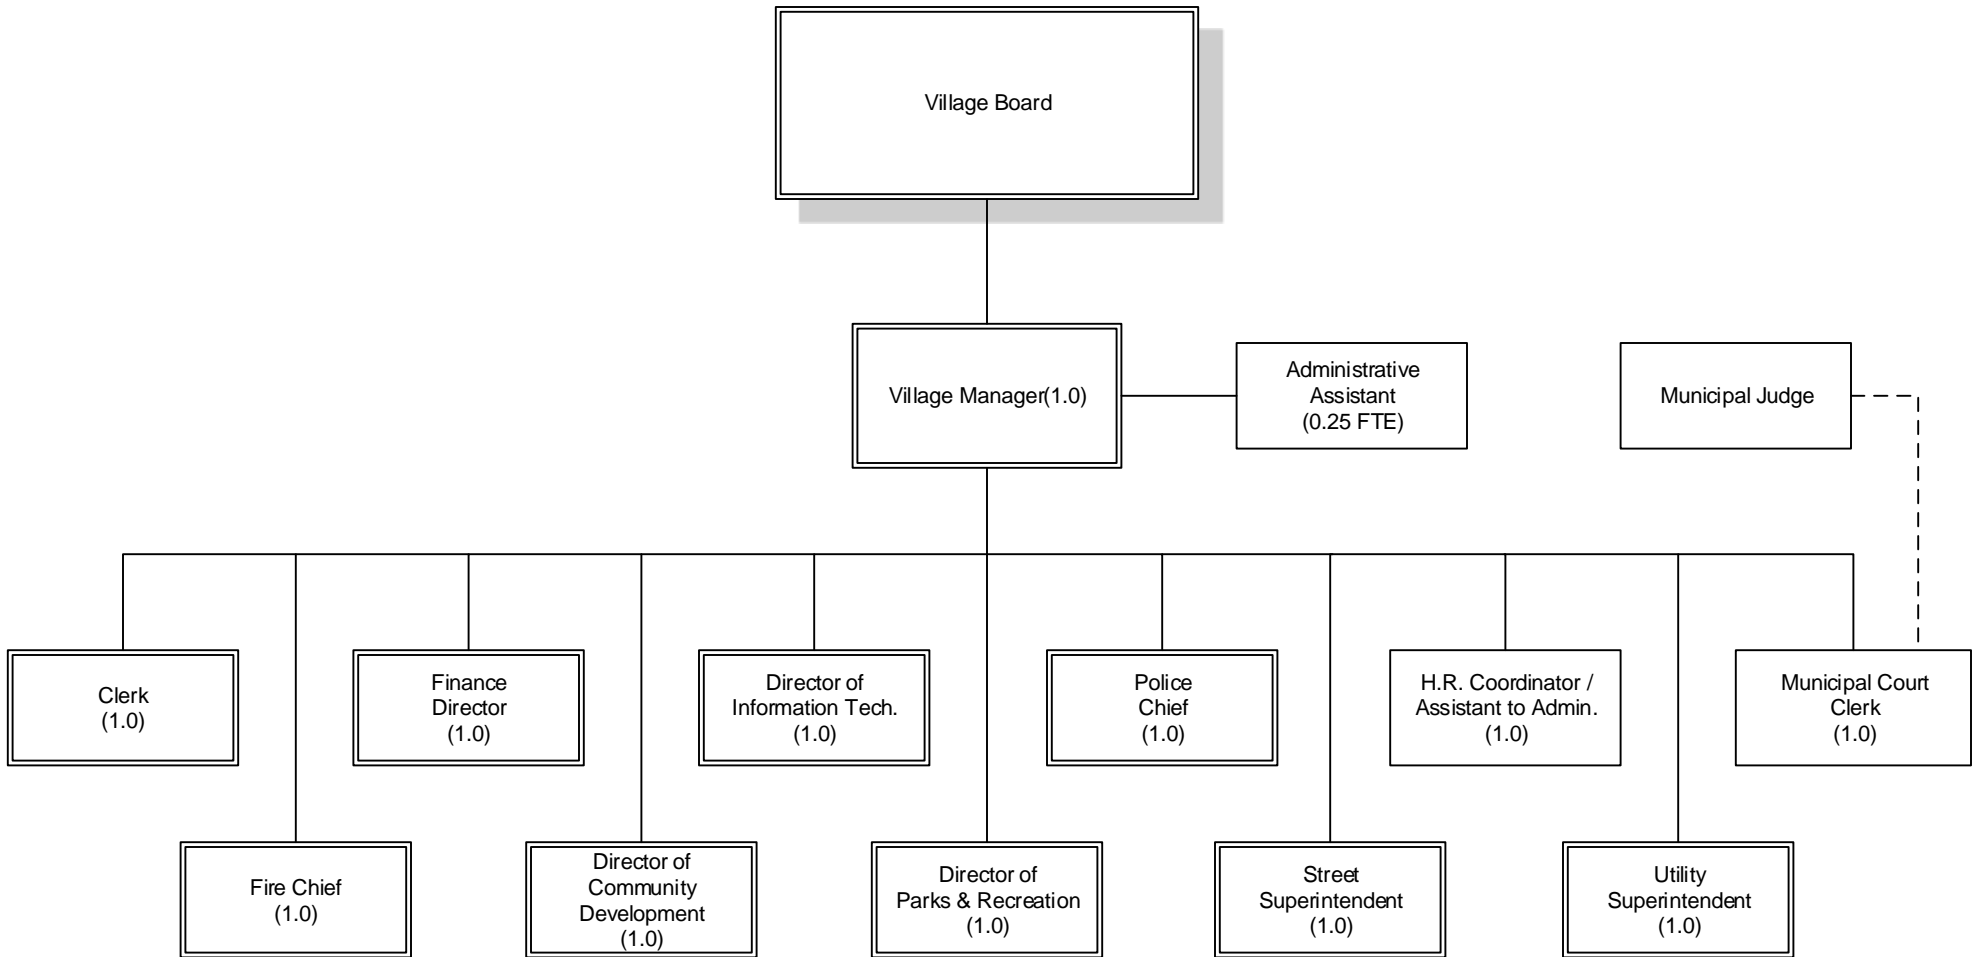 Village Board
Village Manager(1.0)
Administrative
Assistant
(0.25 FTE)
Municipal Judge
Clerk
(1.0)
Finance
Director
(1.0)
Director of
Information Tech.
(1.0)
Police
Chief
(1.0)
H.R. Coordinator /
Assistant to Admin.
(1.0)
Municipal Court
Clerk
(1.0)
Fire Chief
(1.0)
Director of
Community
Development
(1.0)
Director of
Parks & Recreation
(1.0)
Street
Superintendent
(1.0)
Utility
Superintendent
(1.0)